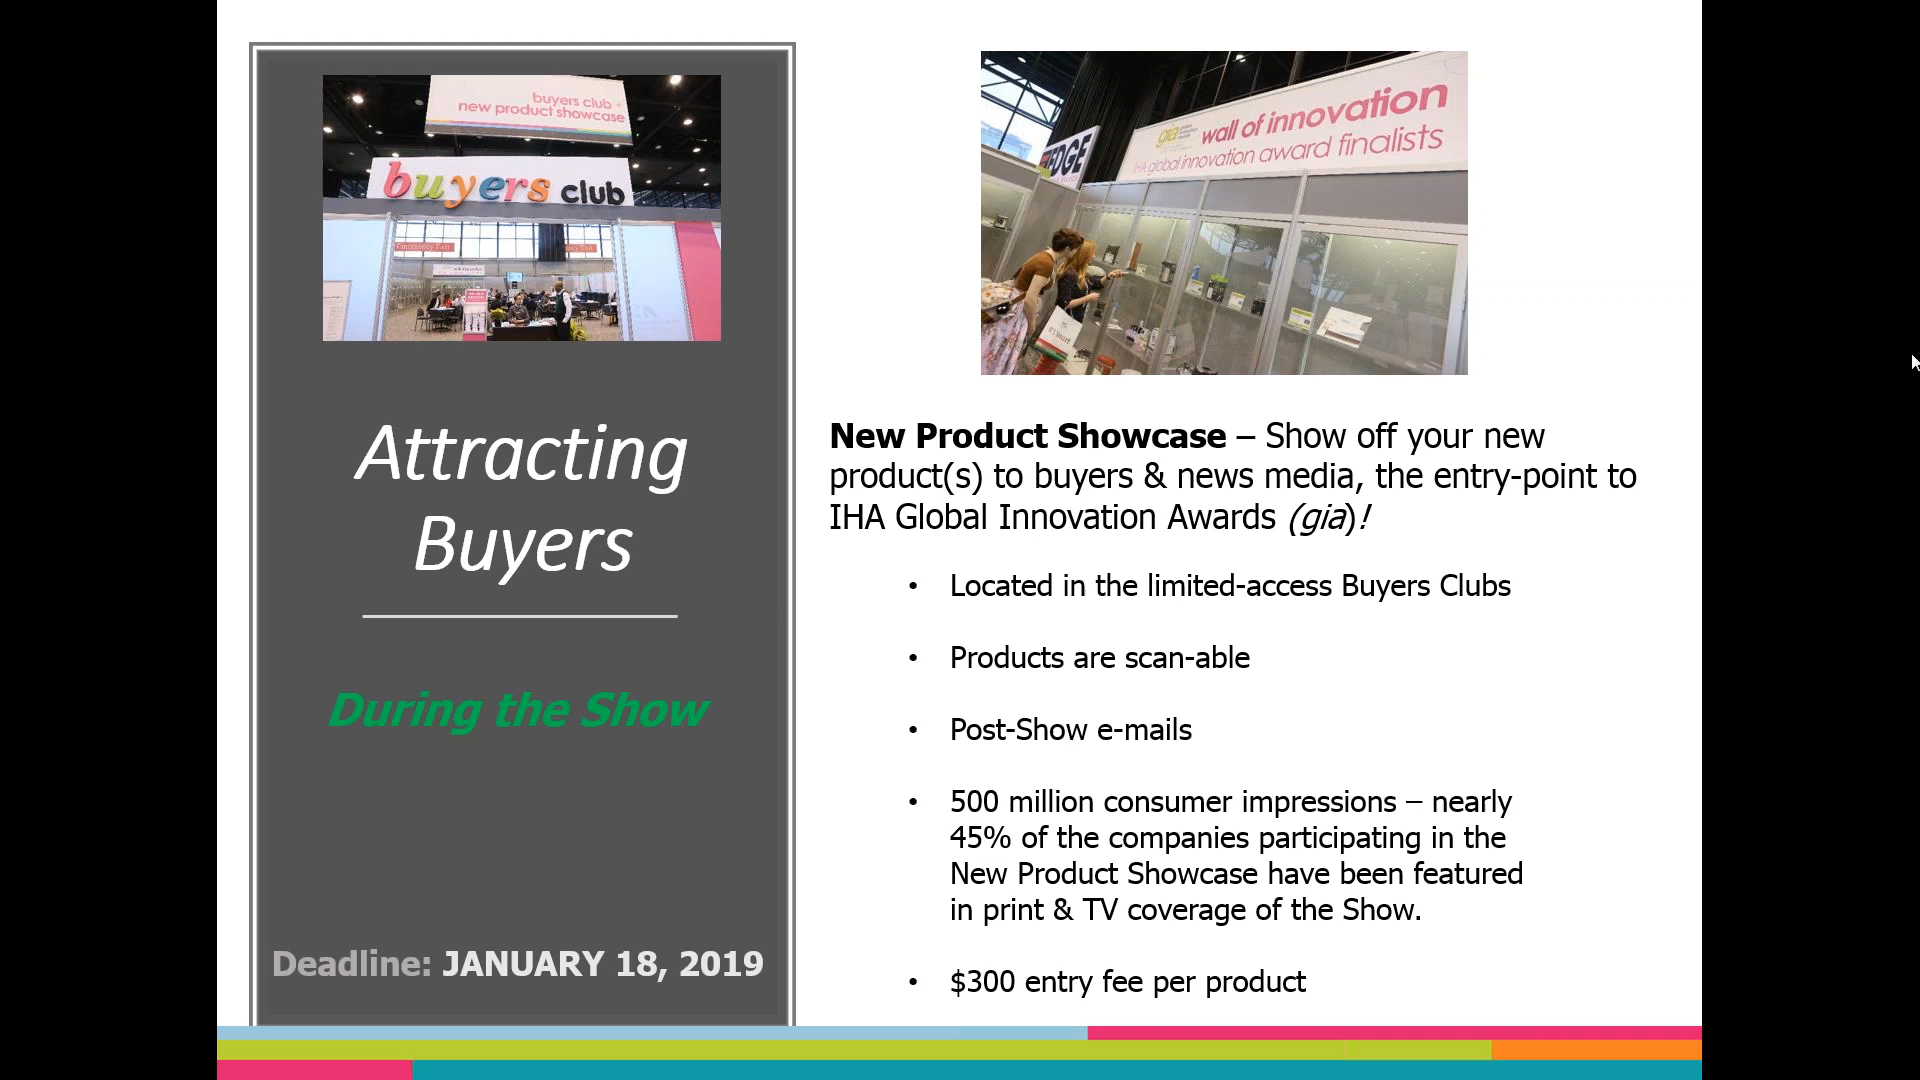 buyers club +
new product showcase
buyers club
Emergency Exit
Attracting
Buyers
During the Show
Deadline: JANUARY 18, 2019
gia
wall of innovation
IHA global innovation award finalists
EDGE
New Product Showcase – Show off your new
product(s) to buyers & news media, the entry-point to
IHA Global Innovation Awards (gia)!
• Located in the limited-access Buyers Clubs
• Products are scan-able
• Post-Show e-mails
• 500 million consumer impressions – nearly
45% of the companies participating in the
New Product Showcase have been featured
in print & TV coverage of the Show.
• $300 entry fee per product